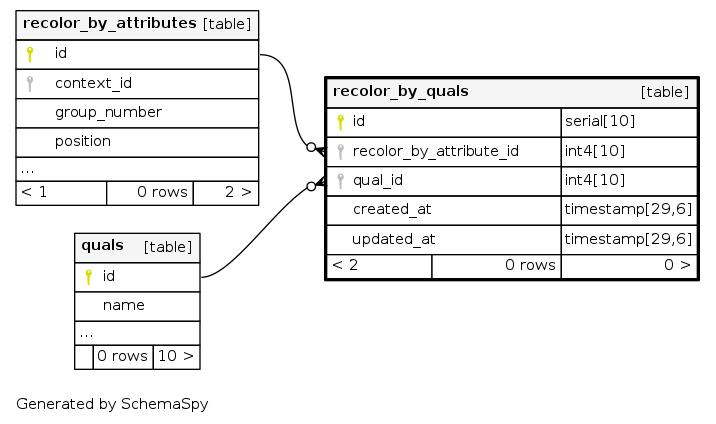 recolor_by_attributes [table]
id
context_id
group_number
position
...
< 1 0 rows 2 >
recolor_by_quals [table]
id serial[10]
recolor_by_attribute_id int4[10]
qual_id int4[10]
created_at timestamp[29,6]
updated_at timestamp[29,6]
< 2 0 rows 0 >
quals [table]
id
name
...
0 rows 10 >
Generated by SchemaSpy